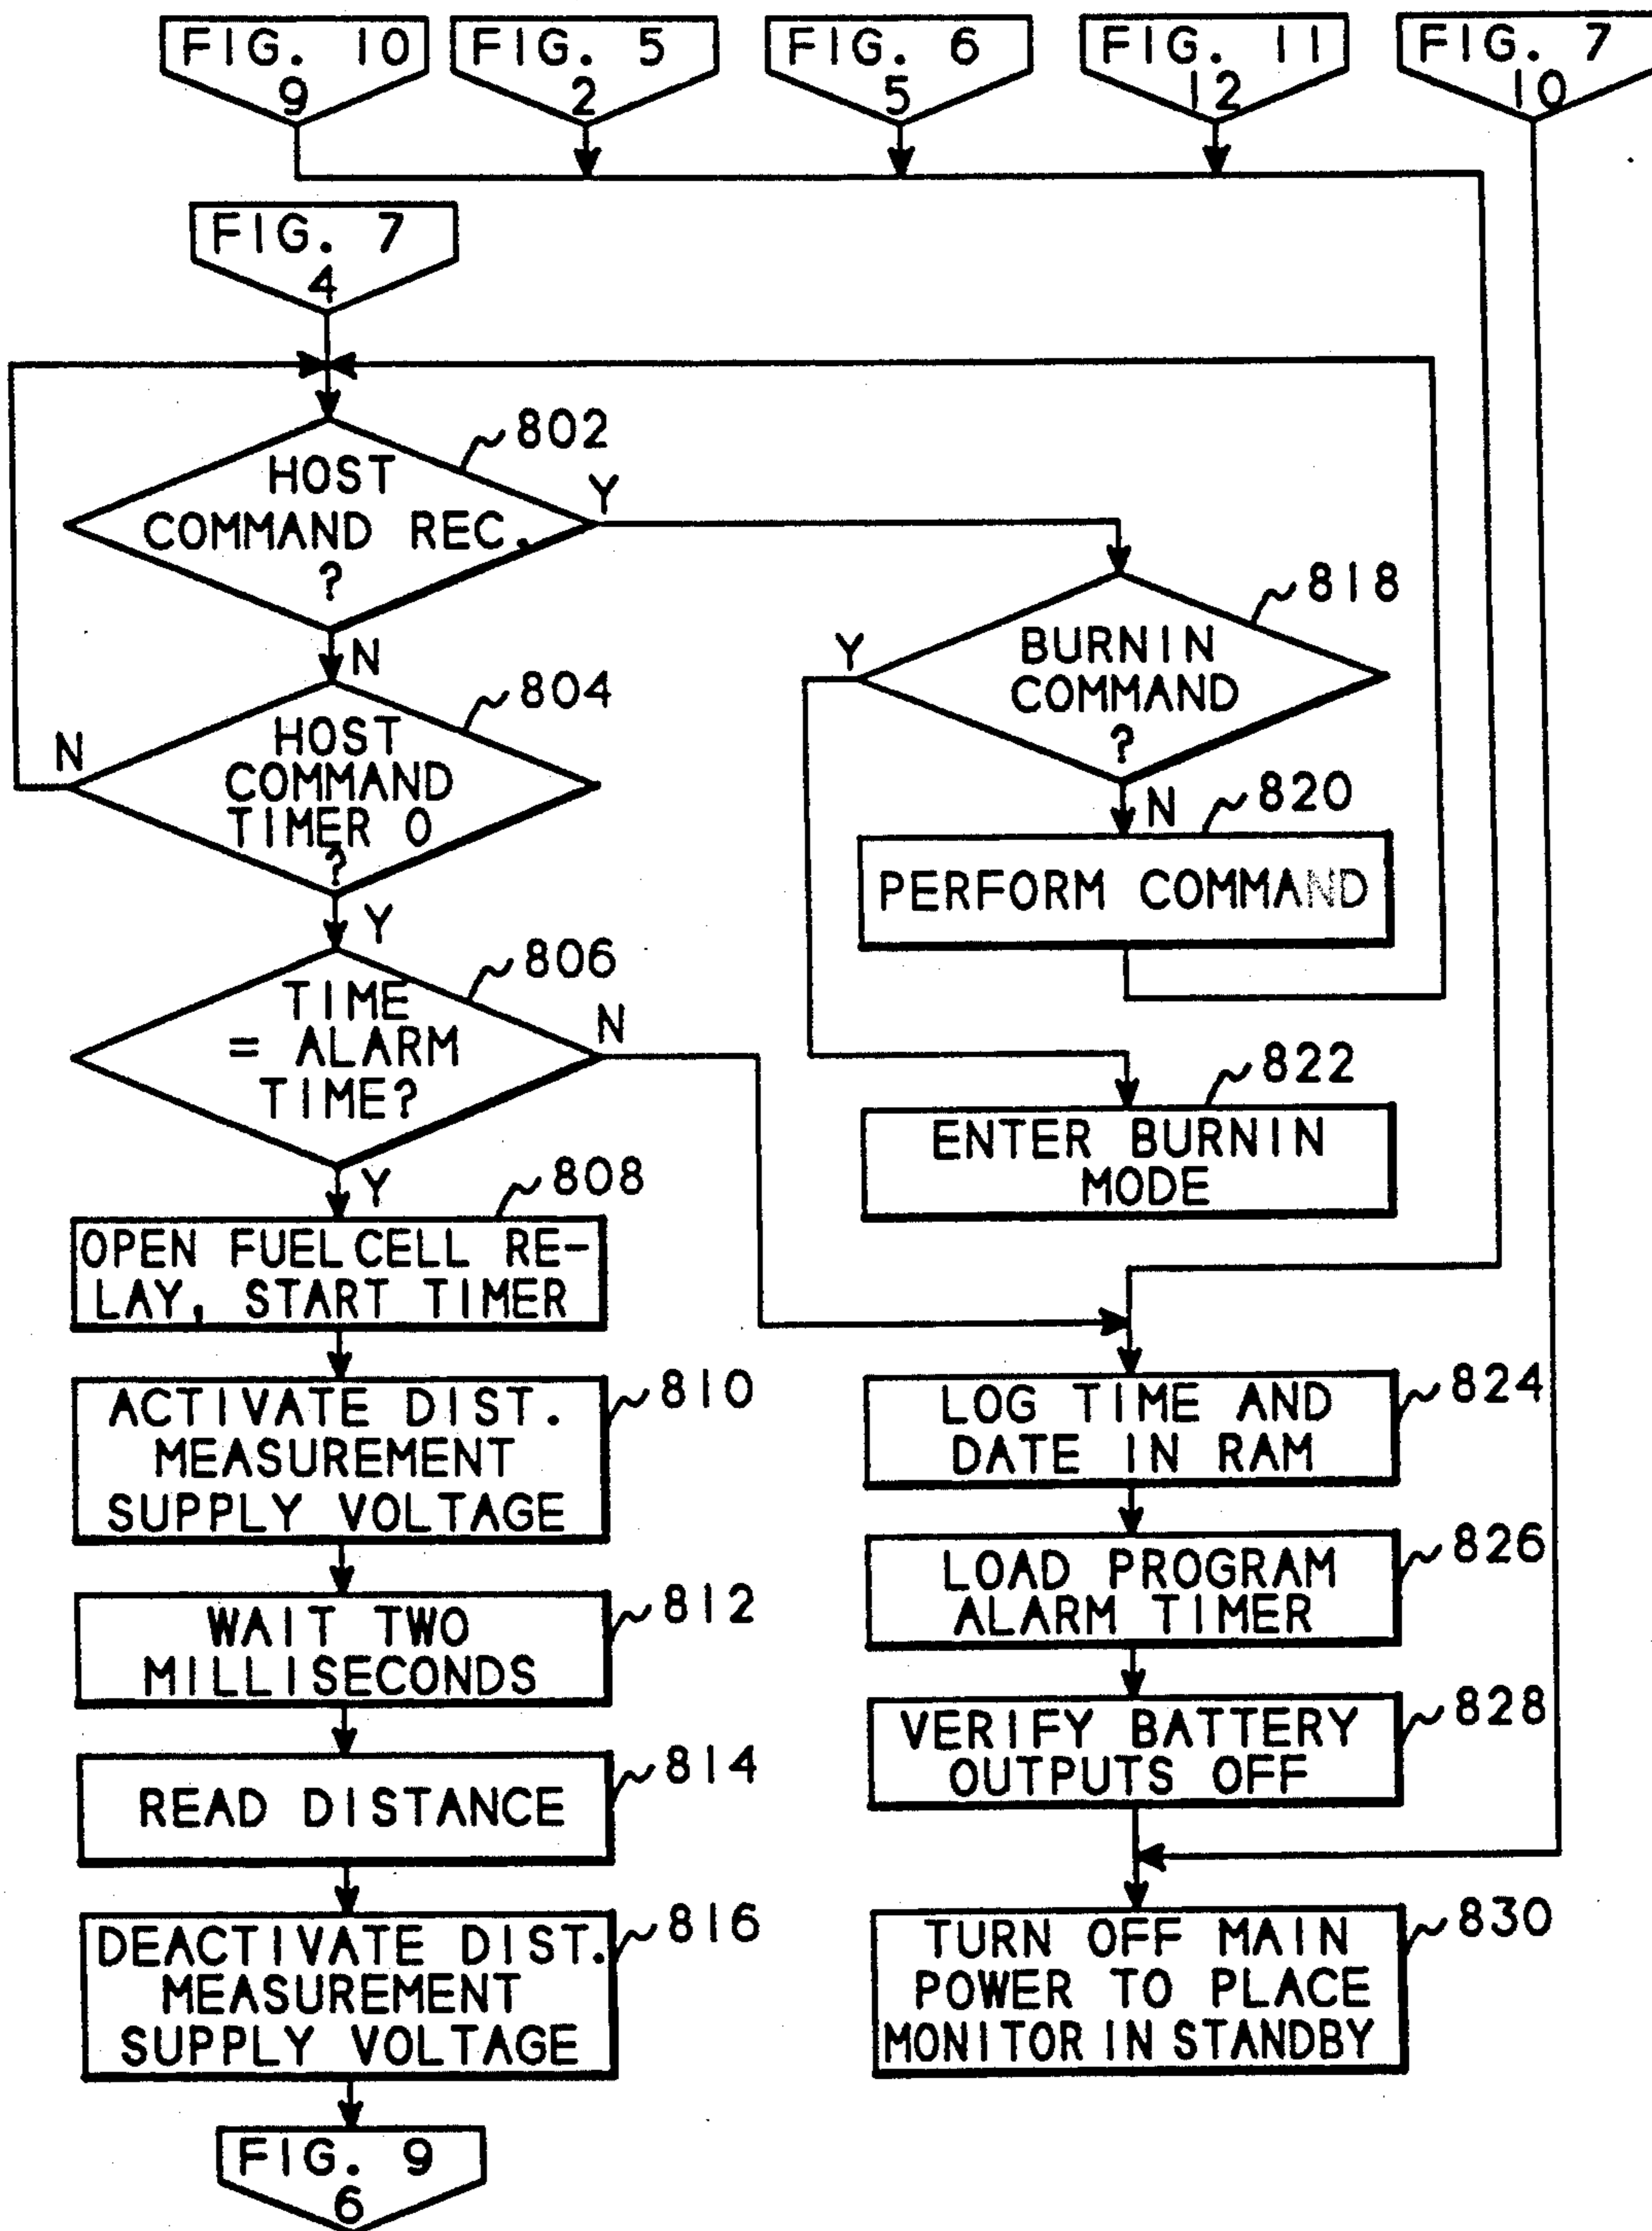 FIG. 10
9
FIG. 5
2
FIG. 6
5
FIG. 11
12
FIG. 7
10
FIG. 7
4
802
HOST
COMMAND REC.
?
Y
N
804
HOST
COMMAND
TIMER 0
?
N
Y
806
TIME
= ALARM
TIME?
N
Y
808
OPEN FUEL CELL RE-
LAY, START TIMER
810
ACTIVATE DIST.
MEASUREMENT
SUPPLY VOLTAGE
812
WAIT TWO
MILLISECONDS
814
READ DISTANCE
816
DEACTIVATE DIST.
MEASUREMENT
SUPPLY VOLTAGE
FIG. 9
6
818
BURNIN
COMMAND
?
Y
N
820
PERFORM COMMAND
822
ENTER BURNIN
MODE
824
LOG TIME AND
DATE IN RAM
826
LOAD PROGRAM
ALARM TIMER
828
VERIFY BATTERY
OUTPUTS OFF
830
TURN OFF MAIN
POWER TO PLACE
MONITOR IN STANDBY